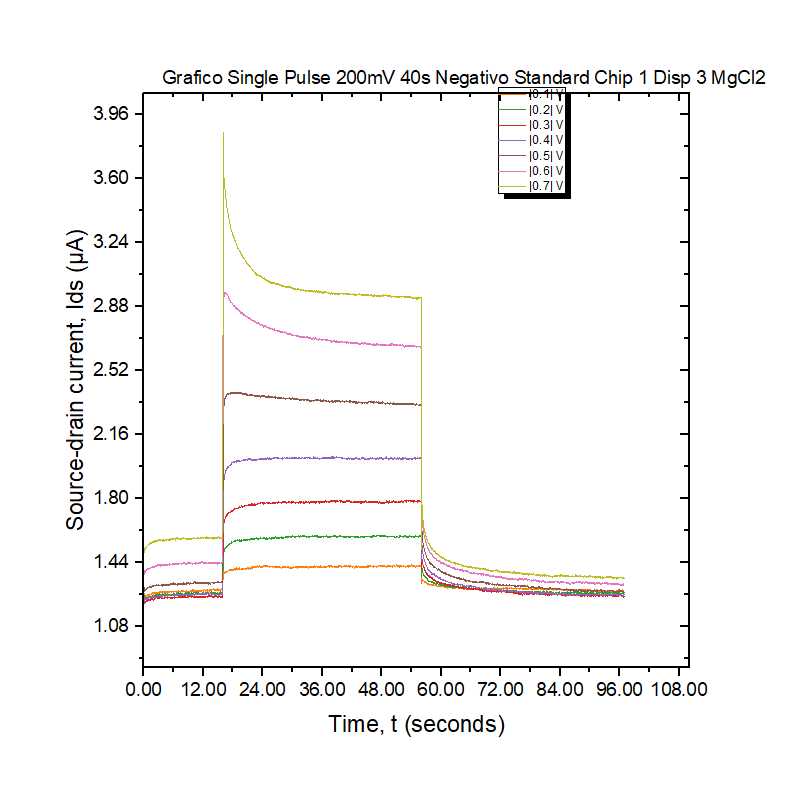 Grafico Single Pulse 200mV 40s Negativo Standard Chip 1 Disp 3 MgCl2
|0.1| V
|0.2| V
|0.3| V
|0.4| V
|0.5| V
|0.6| V
|0.7| V
3.96
3.60
3.24
2.88
2.52
2.16
1.80
1.44
1.08
Source-drain current, Ids (µA)
0.00 12.00 24.00 36.00 48.00 60.00 72.00 84.00 96.00 108.00
Time, t (seconds)